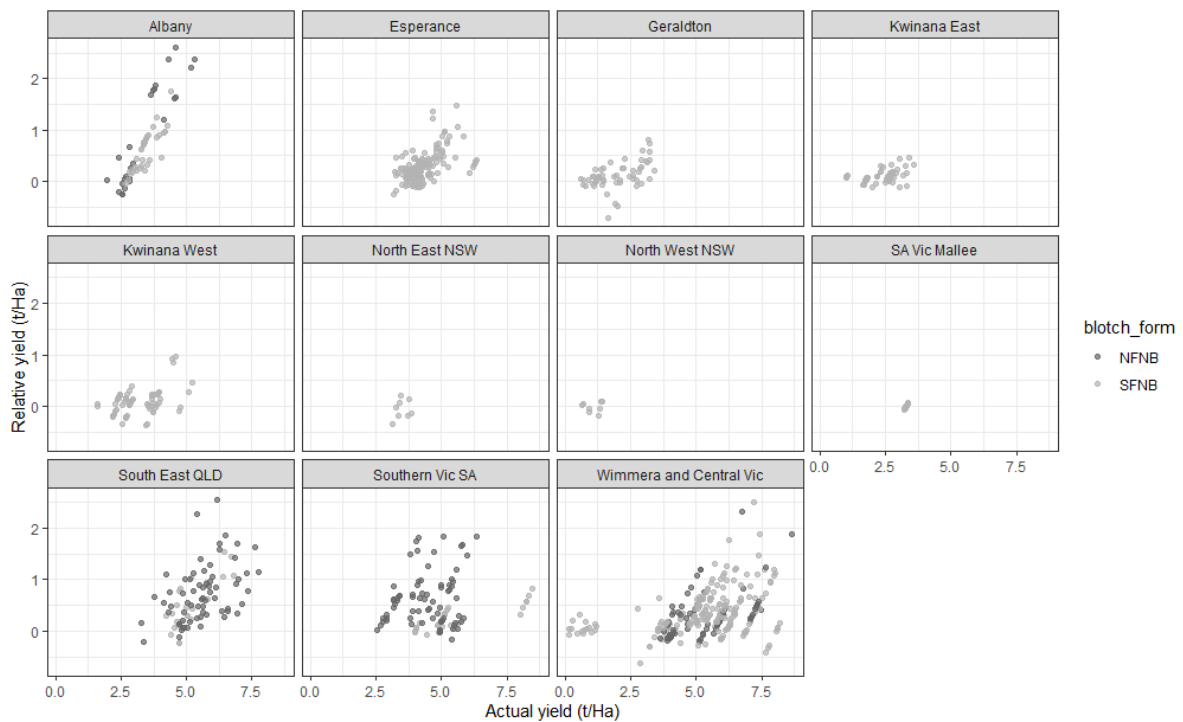 Albany
Esperance
Geraldton
Kwinana East
2
1
0
Kwinana West
North East NSW
North West NSW
SA Vic Mallee
2
1
0
South East QLD
Southern Vic SA
Wimmera and Central Vic
0.0 2.5 5.0 7.5
2
1
0
0.0 2.5 5.0 7.5
0.0 2.5 5.0 7.5
0.0 2.5 5.0 7.5
Actual yield (t/Ha)
Relative yield (t/Ha)
blotch_form
NFNB
SFNB